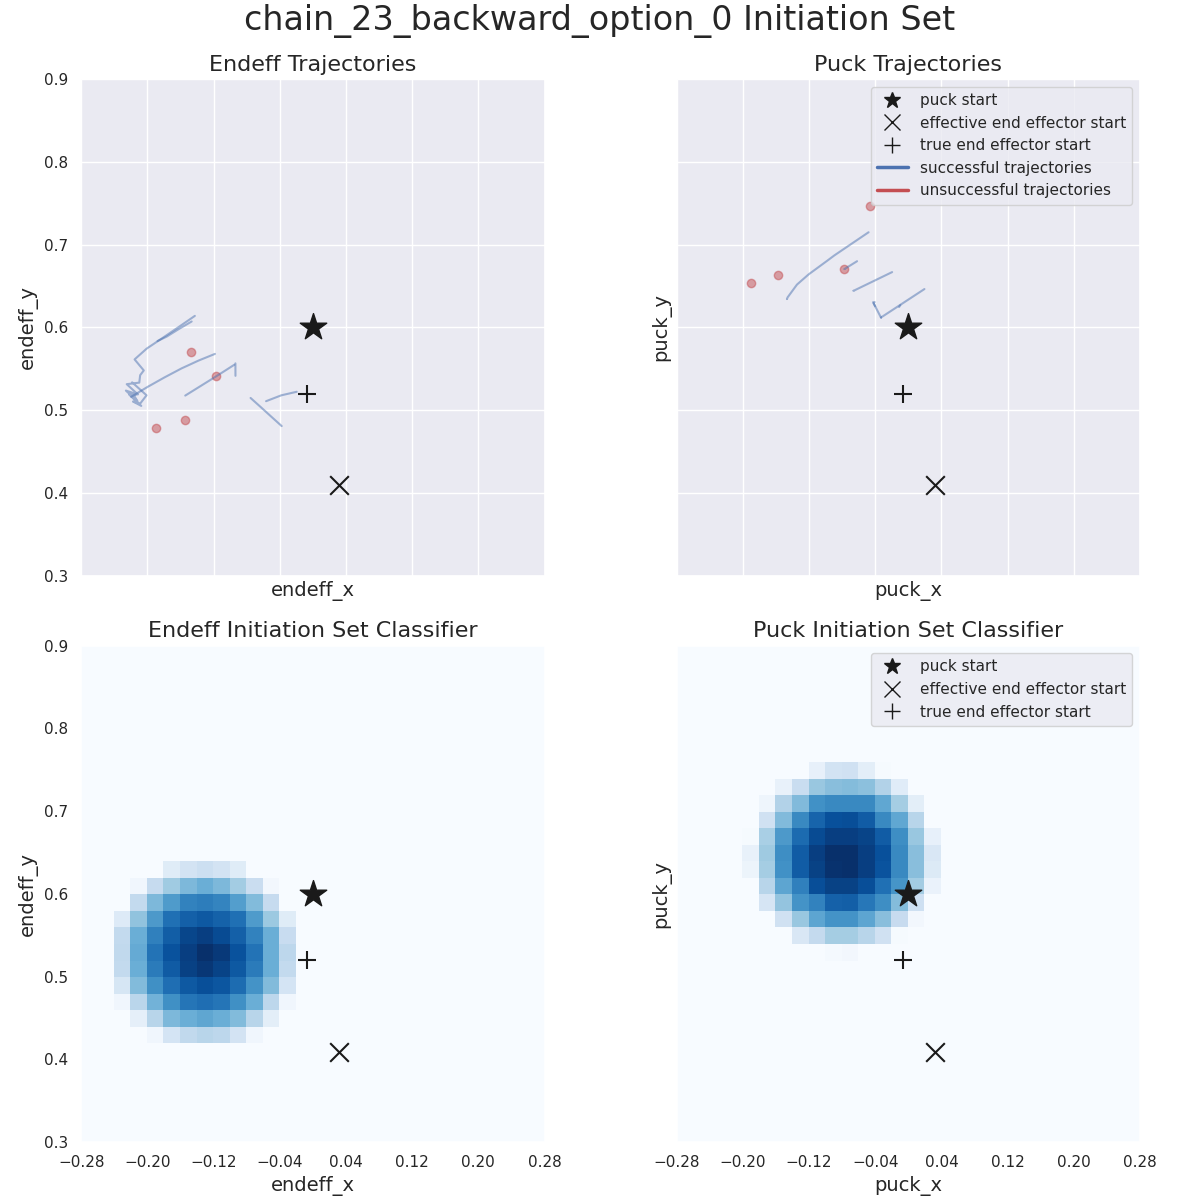 chain_23_backward_option_0 Initiation Set
Endeff Trajectories
0.9
0.8
0.7
0.6
0.5
0.4
0.3
endeff_y
endeff_x
Puck Trajectories
puck start
effective end effector start
true end effector start
successful trajectories
unsuccessful trajectories
puck_y
puck_x
Endeff Initiation Set Classifier
0.9
0.8
0.7
0.6
0.5
0.4
0.3
endeff_y
−0.28 −0.20 −0.12 −0.04 0.04 0.12 0.20 0.28
endeff_x
Puck Initiation Set Classifier
puck start
effective end effector start
true end effector start
puck_y
−0.28 −0.20 −0.12 −0.04 0.04 0.12 0.20 0.28
puck_x